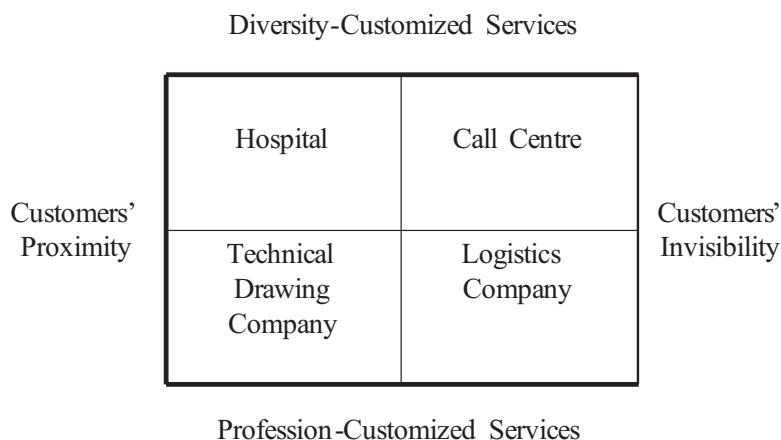 Diversity-Customized Services
Hospital
Call Centre
Customers’
Proximity
Customers’
Invisibility
Technical
Drawing
Company
Logistics
Company
Profession-Customized Services